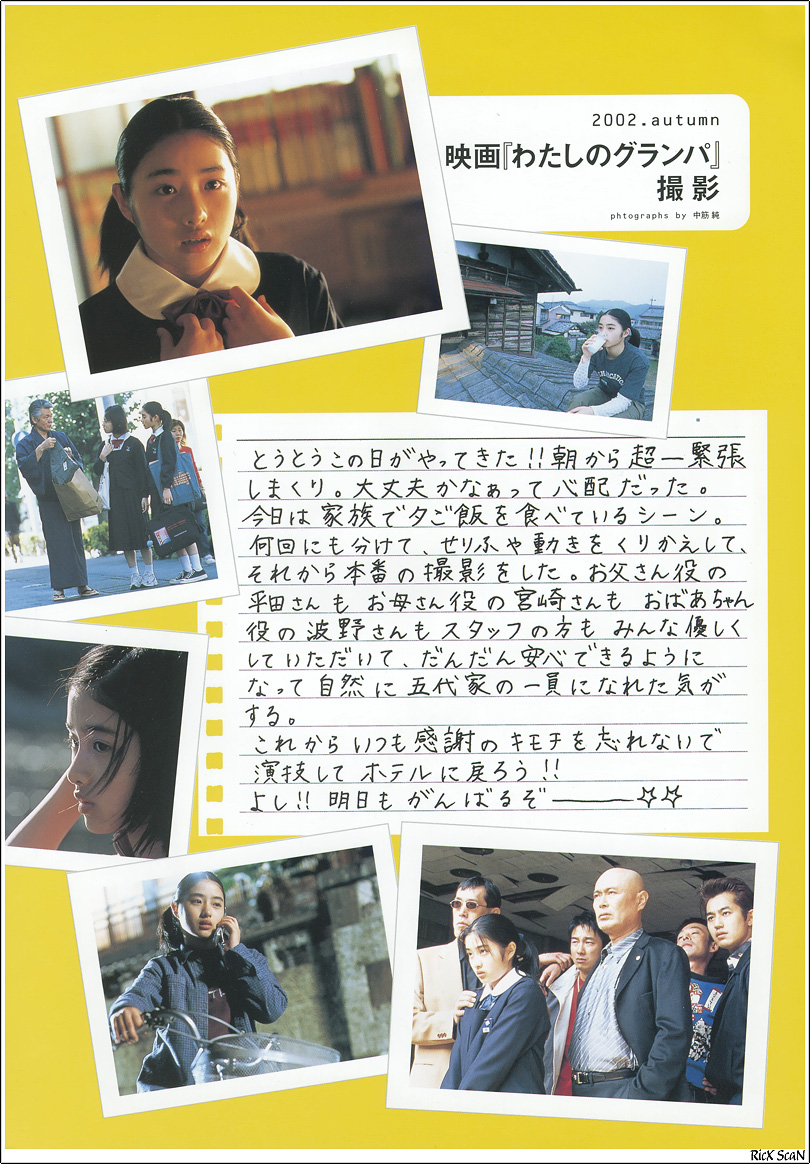 2002.autumn
映画『わたしのグランパ』
撮影
phtographs by 中筋 純
とうとうこの日がやってきた!!朝から超一緊張
しまくり。大丈夫かなぁって心配だった。
今日は家族で夕ご飯を食べているシーン。
何回にも分けて、せりふや動きをくりかえして、
それから本番の撮影をした。お父さん役の
平田さんも お母さん役の宮崎さんも おばあちゃん
役の波野さんもスタッフの方も みんな優しく
していただいて、だんだん安心できるように
なって自然に五代家の一員になれた気が
する。
これからいつも感謝のキモチを忘れないで
演技してホテルに戻ろう!!
よし!! 明日もがんばるぞ――☆☆
RicX ScaN